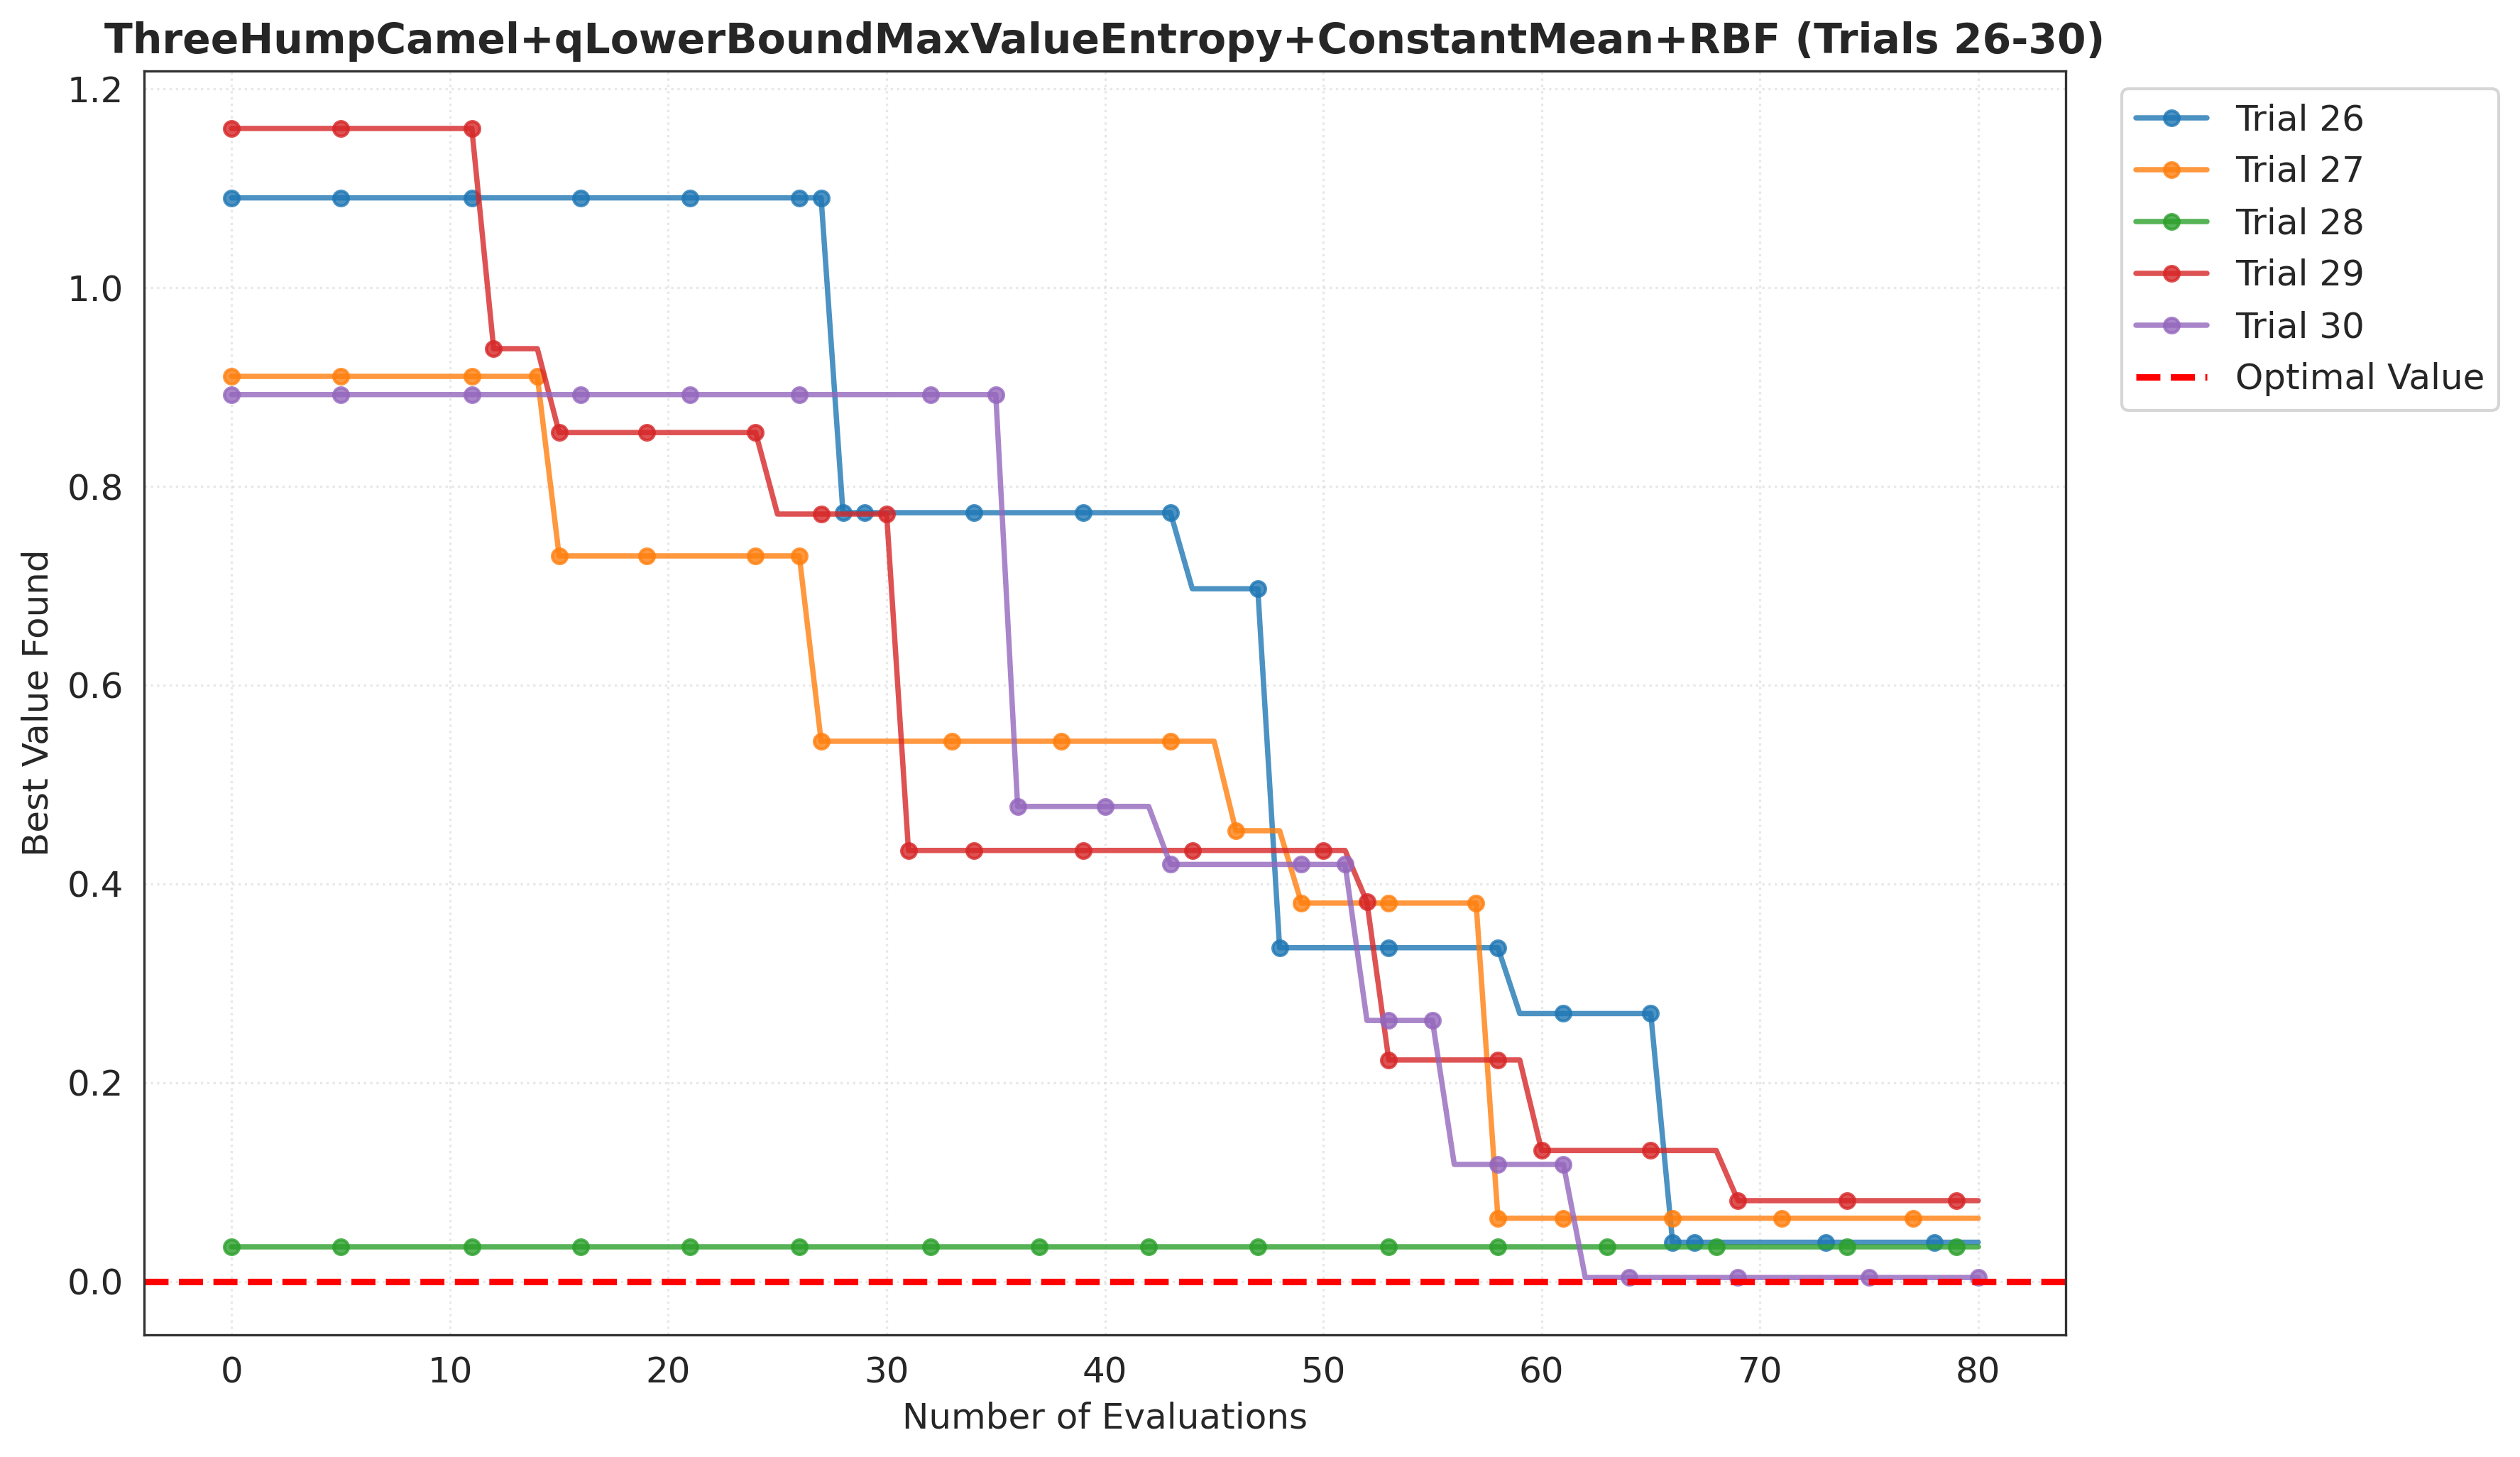 ThreeHumpCamel+qLowerBoundMaxValueEntropy+ConstantMean+RBF (Trials 26-30)
Best Value Found
1.2
1.0
0.8
0.6
0.4
0.2
0.0
0 10 20 30 40 50 60 70 80
Number of Evaluations
Trial 26
Trial 27
Trial 28
Trial 29
Trial 30
Optimal Value